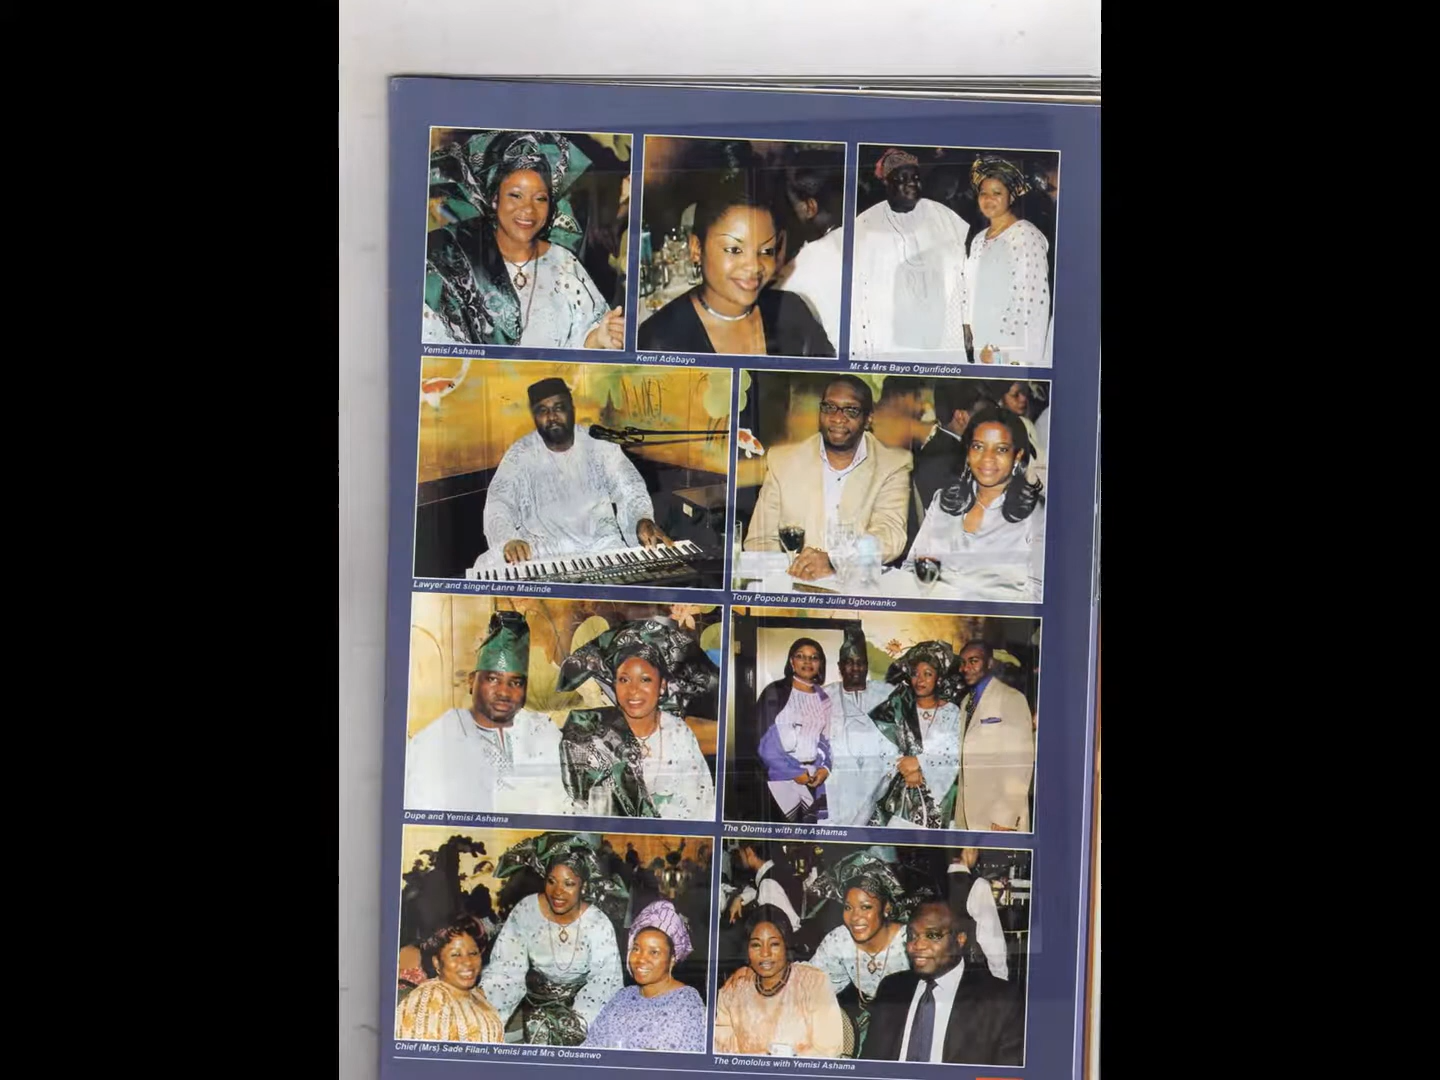 Yemisi Ashama
Kemi Adebayo
Mr & Mrs Bayo Ogunfidodo
Lawyer and singer Lanre Makinde
Tony Popoola and Mrs Julie Ugbowanko
Dupe and Yemisi Ashama
The Olomus with the Ashamas
Chief (Mrs) Sade Filani, Yemisi and Mrs Odusanwo
The Omololus with Yemisi Ashama